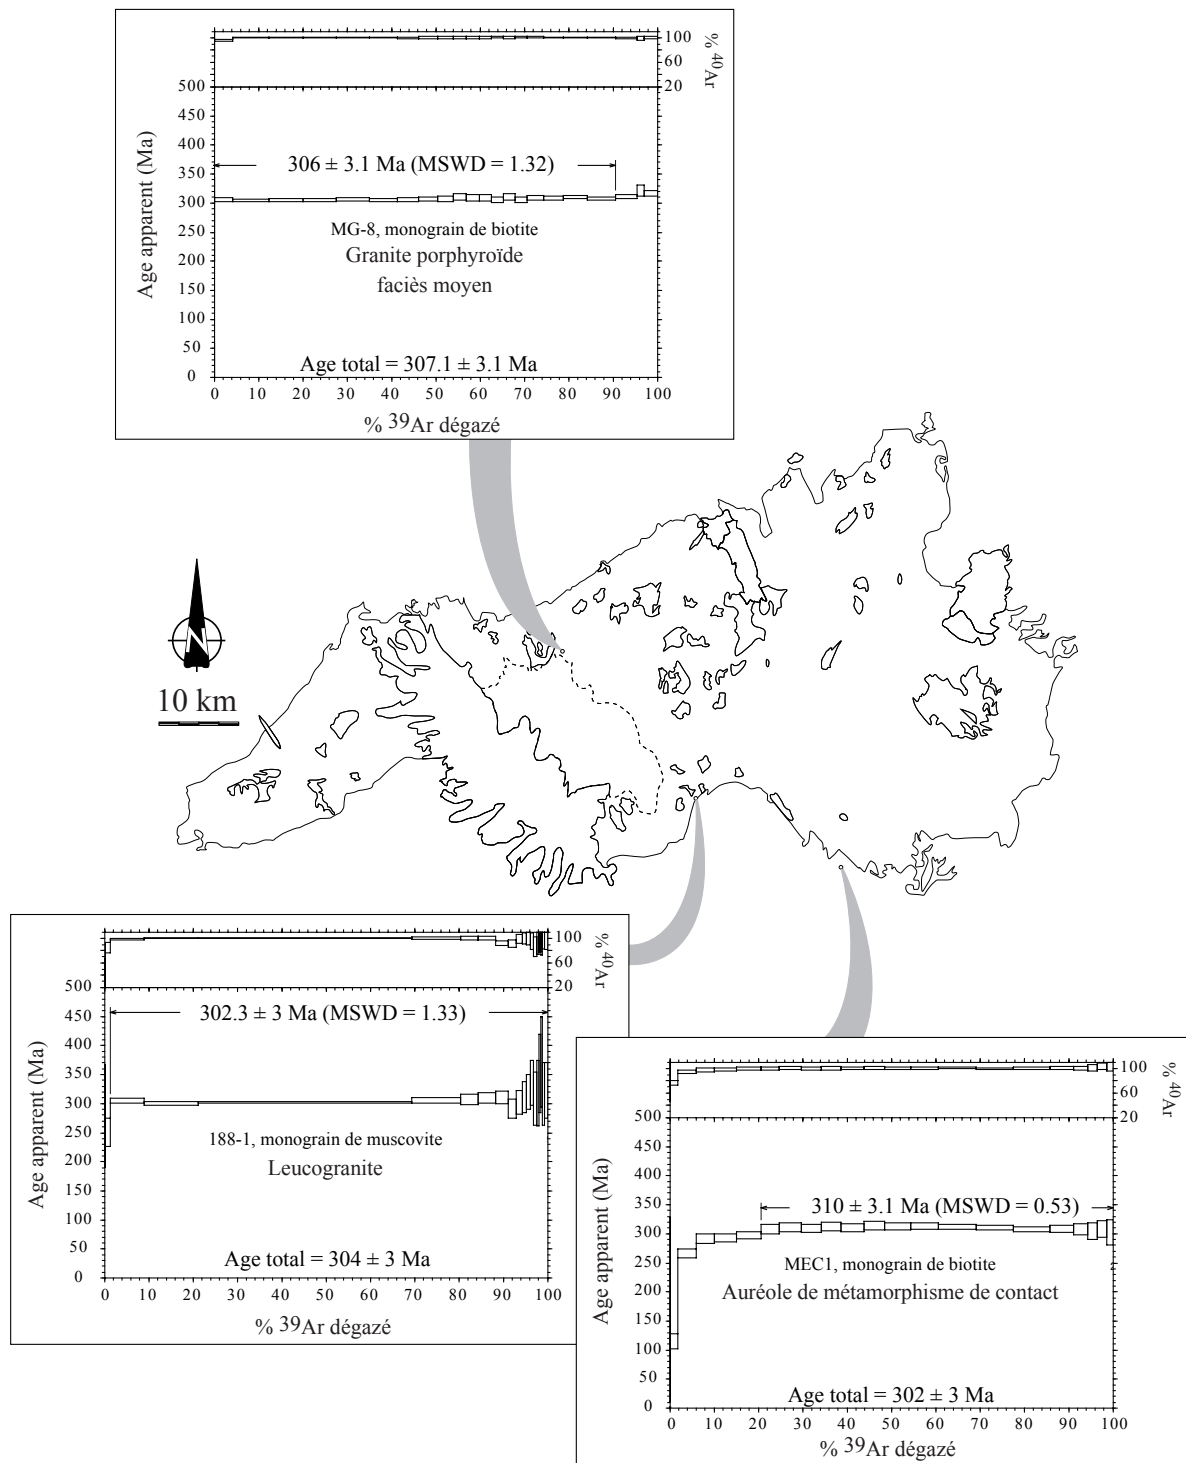 100
60
20
% 40Ar
500
450
400
350
300
250
200
150
100
50
0
Age apparent (Ma)
306 ± 3.1 Ma (MSWD = 1.32)
MG-8, monograin de biotite
Granite porphyroïde
faciès moyen
Age total = 307.1 ± 3.1 Ma
0 10 20 30 40 50 60 70 80 90 100
% 39Ar dégazé
N
10 km
100
60
20
% 40Ar
500
450
400
350
300
250
200
150
100
50
0
Age apparent (Ma)
302.3 ± 3 Ma (MSWD = 1.33)
188-1, monograin de muscovite
Leucogranite
Age total = 304 ± 3 Ma
0 10 20 30 40 50 60 70 80 90 100
% 39Ar dégazé
100
60
20
% 40Ar
500
450
400
350
300
250
200
150
100
50
0
Age apparent (Ma)
310 ± 3.1 Ma (MSWD = 0.53)
MEC1, monograin de biotite
Auréole de métamorphisme de contact
Age total = 302 ± 3 Ma
0 10 20 30 40 50 60 70 80 90 100
% 39Ar dégazé